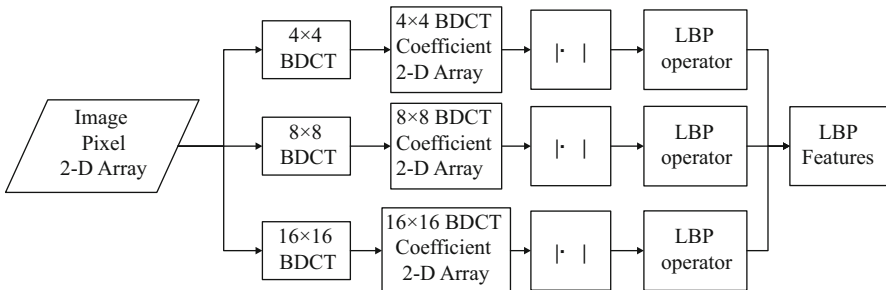 4×4
BDCT
4×4 BDCT
Coefficient
2-D Array
|· |
LBP
operator
Image
Pixel
2-D Array
8×8
BDCT
8×8 BDCT
Coefficient
2-D Array
|· |
LBP
operator
LBP
Features
16×16
BDCT
16×16 BDCT
Coefficient
2-D Array
|· |
LBP
operator